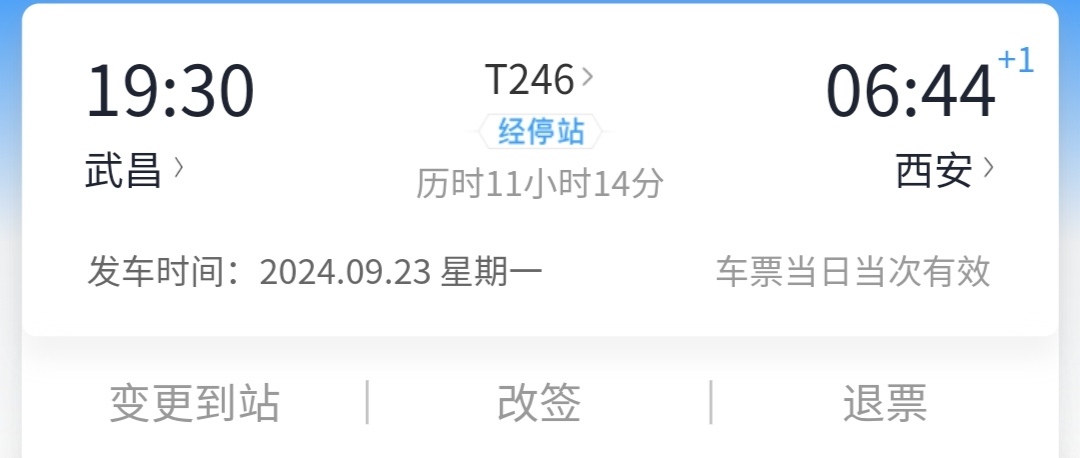 19:30 T246 06:44 +1
经停站
武昌 西安
历时11小时14分
发车时间：2024.09.23 星期一 车票当日当次有效
变更到站 改签 退票